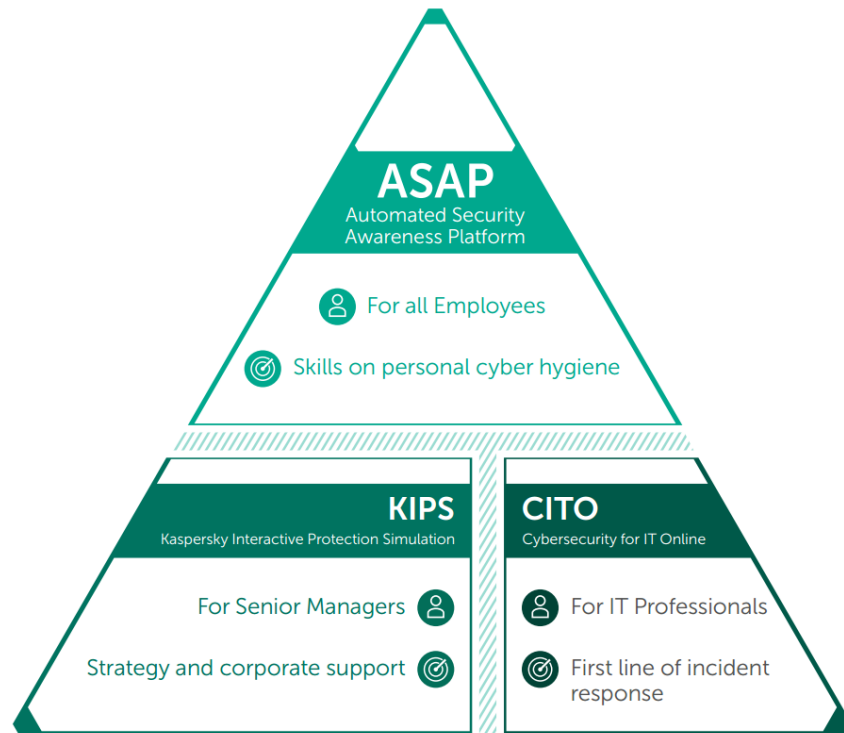 ASAP
Automated Security
Awareness Platform
For all Employees
Skills on personal cyber hygiene
KIPS
Kaspersky Interactive Protection Simulation
For Senior Managers
Strategy and corporate support
CITO
Cybersecurity for IT Online
For IT Professionals
First line of incident
response